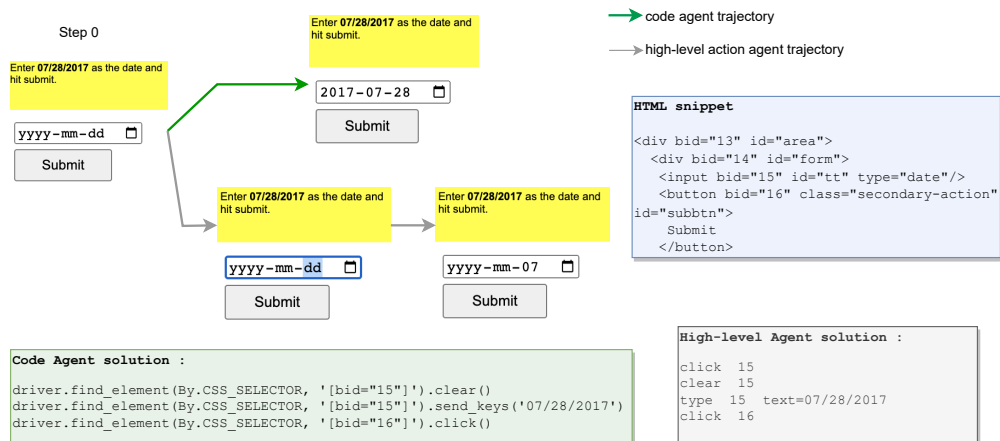 Step 0
Enter 07/28/2017 as the date and
hit submit.
yyyy-mm-dd
Submit
Enter 07/28/2017 as the date and
hit submit.
2017-07-28
Submit
code agent trajectory
high-level action agent trajectory
Enter 07/28/2017 as the date and
hit submit.
yyyy-mm-dd
Submit
Enter 07/28/2017 as the date and
hit submit.
yyyy-mm-07
Submit
HTML snippet
<div bid="13" id="area">
<div bid="14" id="form">
<input bid="15" id="tt" type="date"/>
<button bid="16" class="secondary-action"
id="subbtn">
Submit
</button>
Code Agent solution :
driver.find_element(By.CSS_SELECTOR, '[bid="15"]').clear()
driver.find_element(By.CSS_SELECTOR, '[bid="15"]').send_keys('07/28/2017')
driver.find_element(By.CSS_SELECTOR, '[bid="16"]').click()
High-level Agent solution :
click 15
clear 15
type 15 text=07/28/2017
click 16